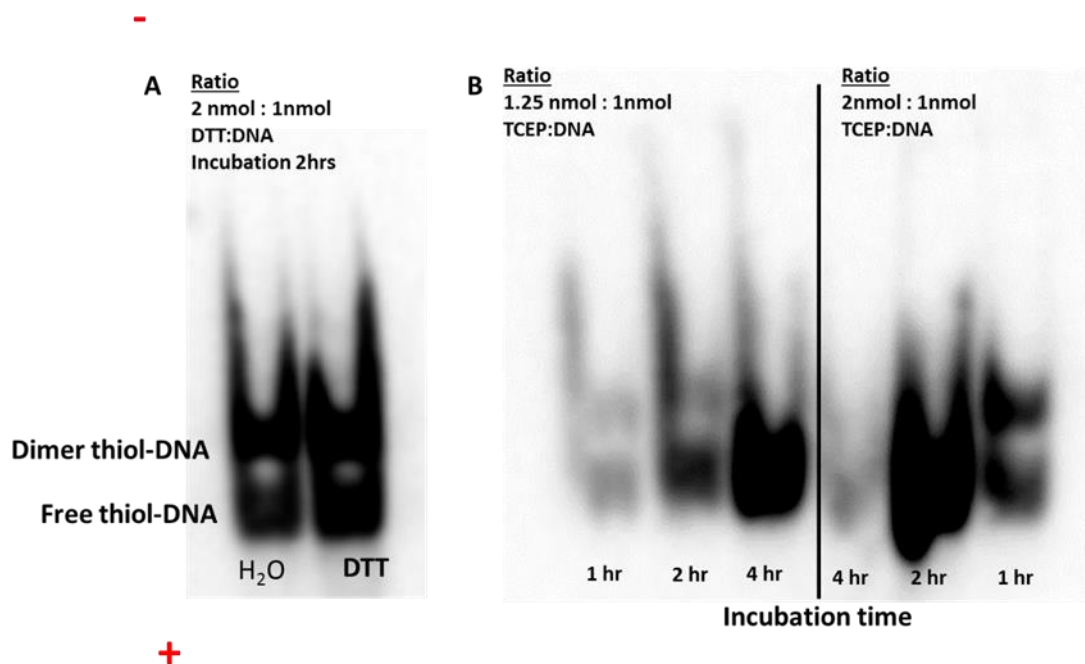 -
A
Ratio
2 nmol : 1nmol
DTT:DNA
Incubation 2hrs
Dimer thiol-DNA
Free thiol-DNA
H₂O
DTT
+
B
Ratio
1.25 nmol : 1nmol
TCEP:DNA
Ratio
2nmol : 1nmol
TCEP:DNA
1 hr
2 hr
4 hr
4 hr
2 hr
1 hr
Incubation time